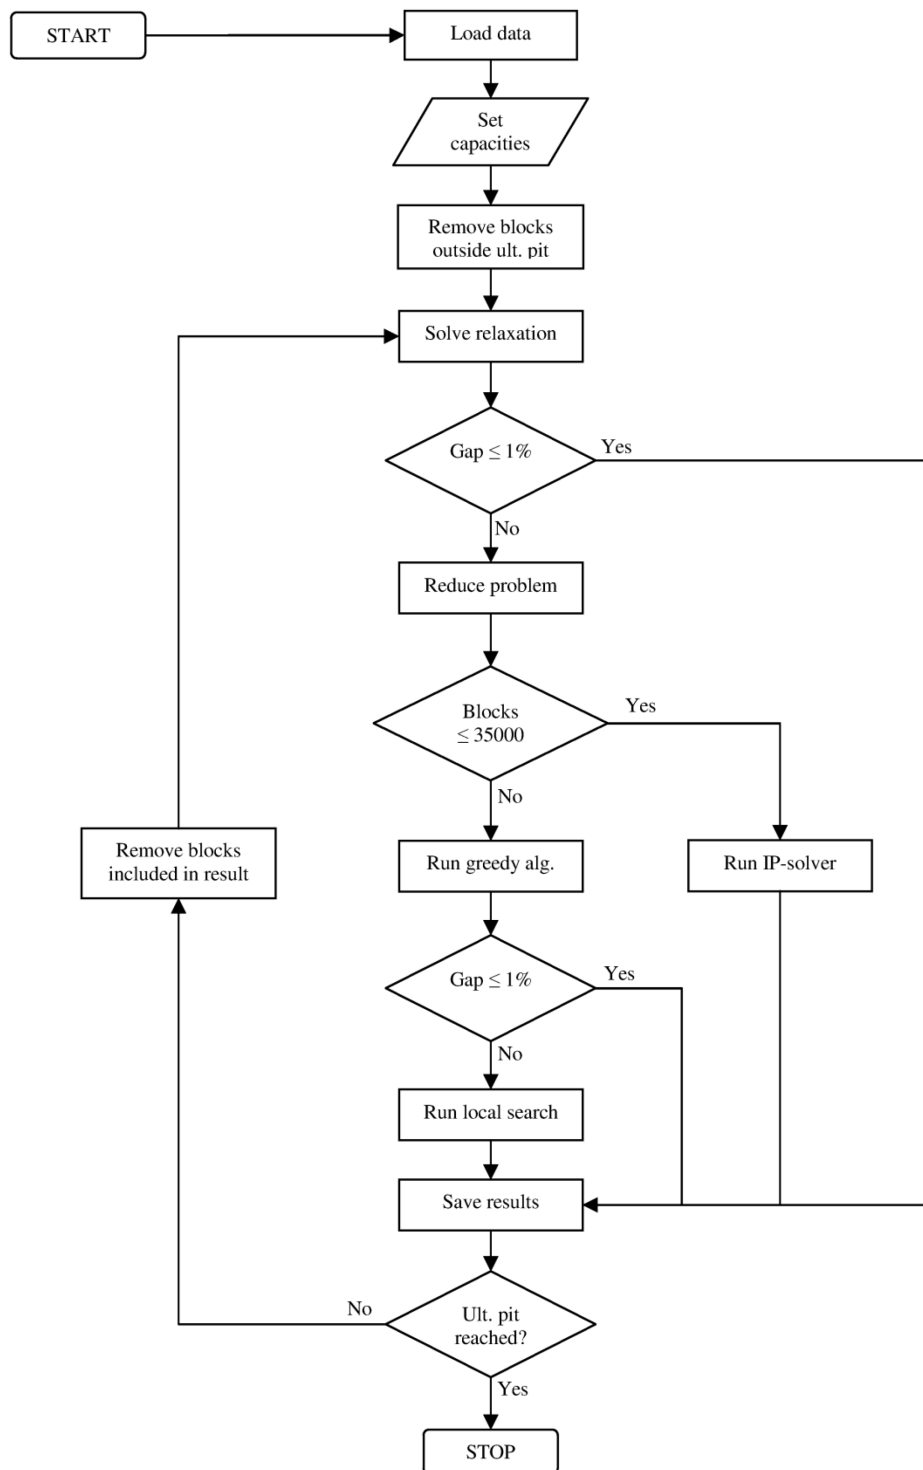 START
Load data
Set
capacities
Remove blocks
outside ult. pit
Solve relaxation
Gap ≤ 1%
Yes
No
Reduce problem
Blocks
≤ 35000
Yes
No
Remove blocks
included in result
Run greedy alg.
Run IP-solver
Gap ≤ 1%
Yes
No
Run local search
Save results
Ult. pit
reached?
No
Yes
STOP